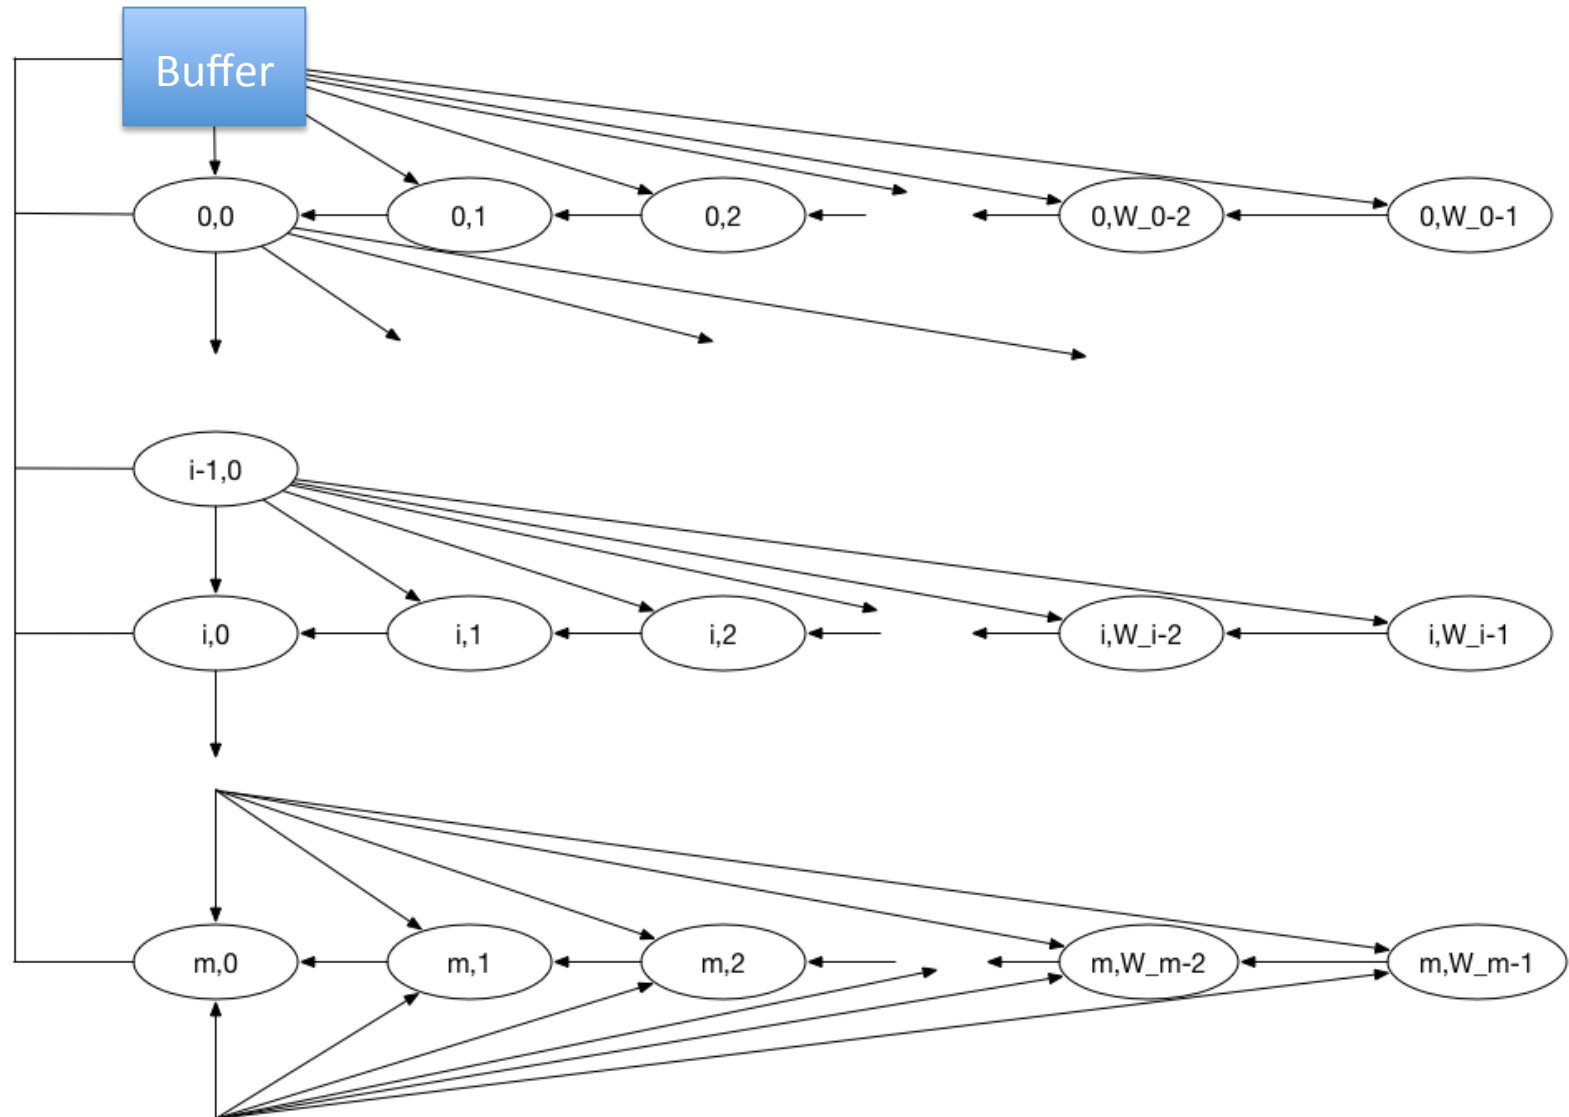 Buffer
0,0 0,1 0,2 0,W_0-2 0,W_0-1
i-1,0
i,0 i,1 i,2 i,W_i-2 i,W_i-1
m,0 m,1 m,2 m,W_m-2 m,W_m-1